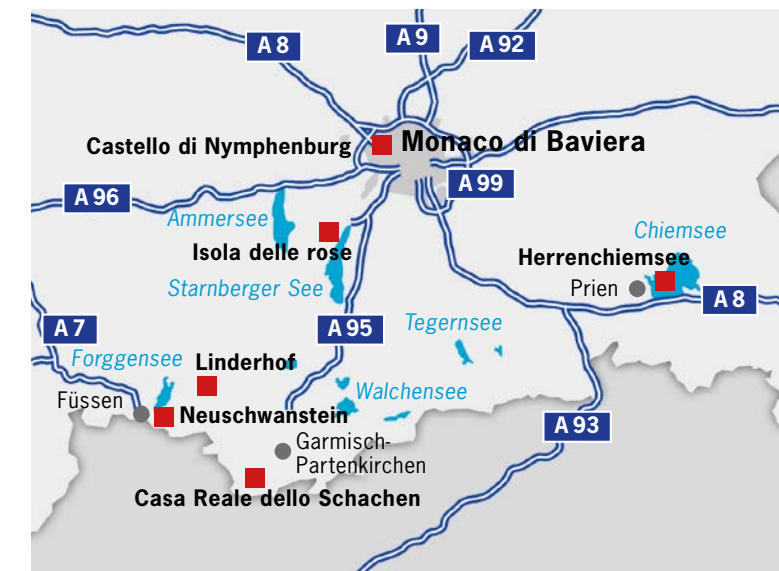 A 8
A 9
A 92
Castello di Nymphenburg
Monaco di Baviera
A 96
A 99
Ammersee
Isola delle rose
Chiemsee
Herrenchiemsee
Starnberger See
Prien
A 8
A 7
A 95
Tegernsee
Forggensee
Linderhof
Walchensee
Füssen
Neuschwanstein
A 93
Garmisch-
Partenkirchen
Casa Reale dello Schachen